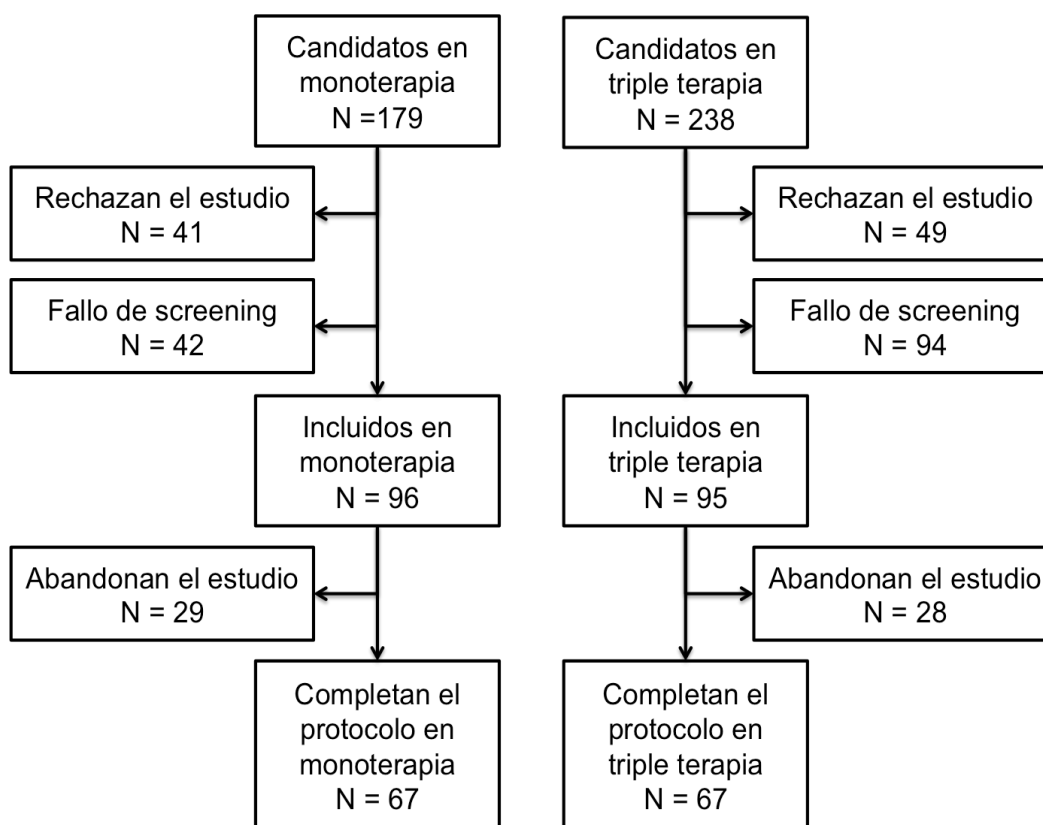 Candidatos en
monoterapia
N =179
Candidatos en
triple terapia
N = 238
Rechazan el estudio
N = 41
Rechazan el estudio
N = 49
Fallo de screening
N = 42
Fallo de screening
N = 94
Incluidos en
monoterapia
N = 96
Incluidos en
triple terapia
N = 95
Abandonan el estudio
N = 29
Abandonan el estudio
N = 28
Completan el
protocolo en
monoterapia
N = 67
Completan el
protocolo en
triple terapia
N = 67